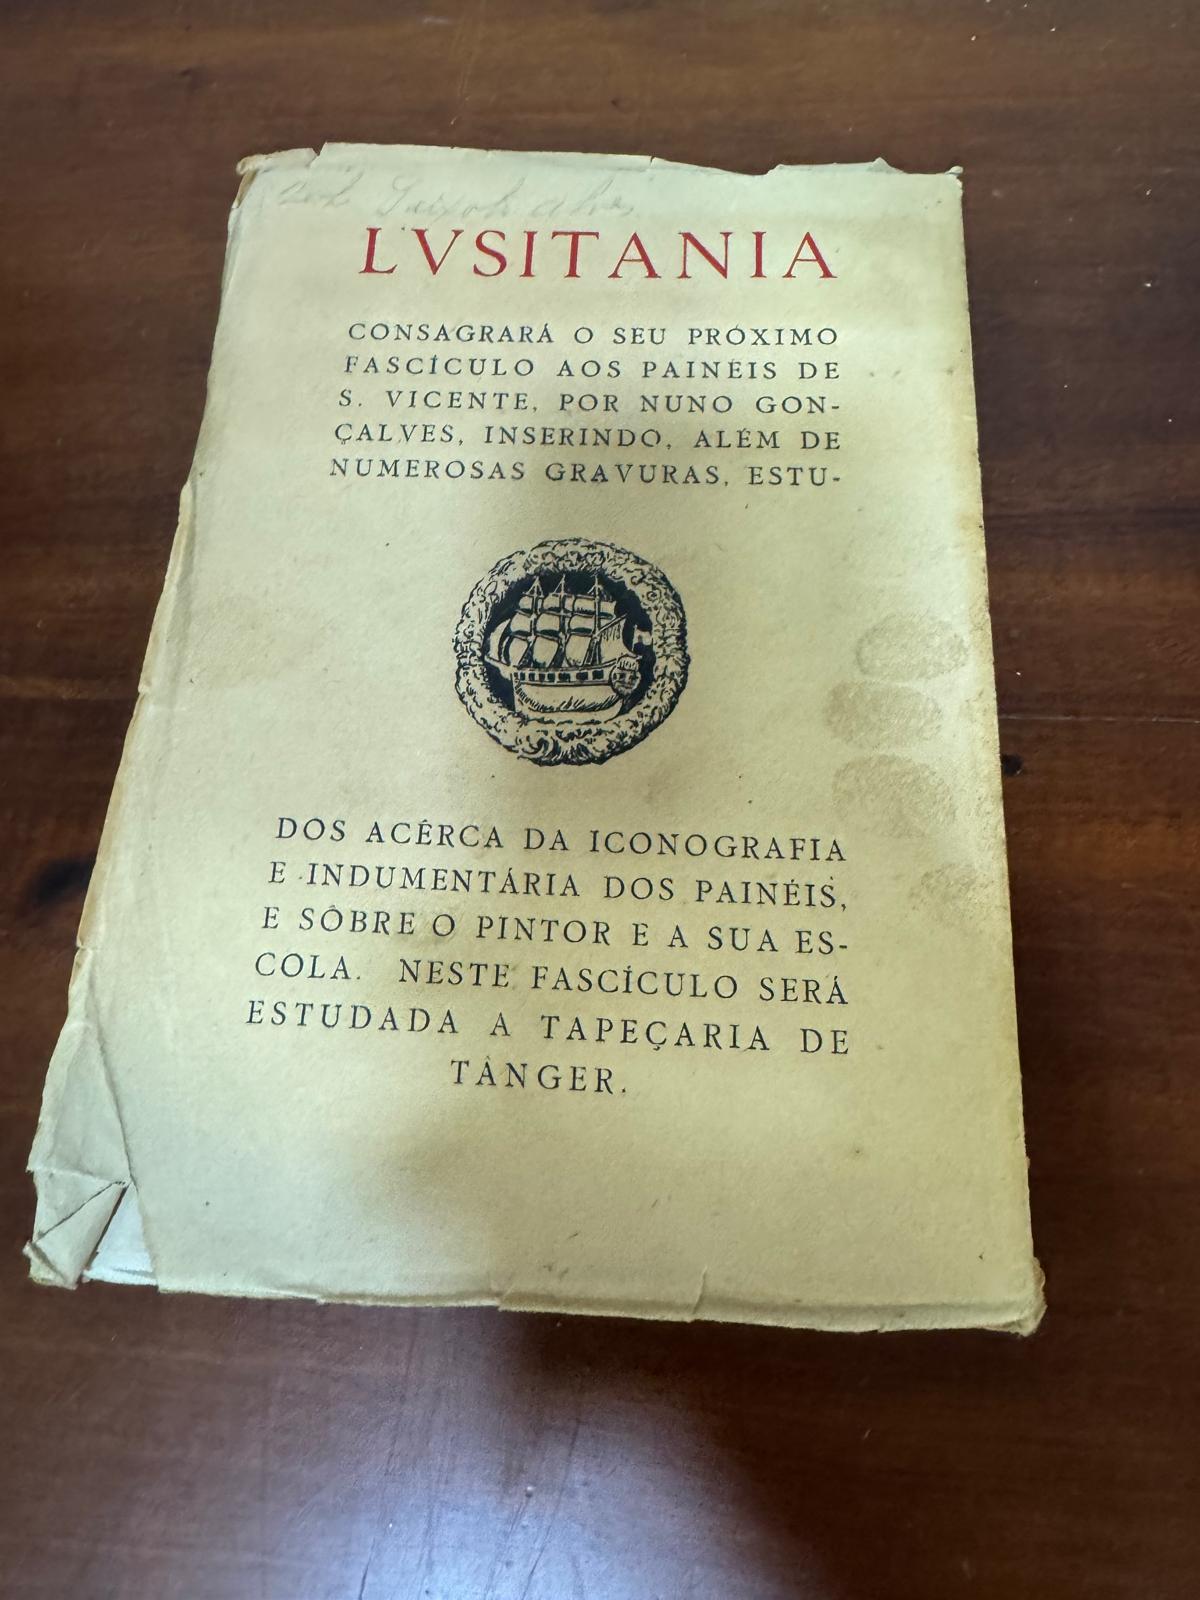 LVSITANIA
CONSAGRARÁ O SEU PRÓXIMO
FASCÍCULO AOS PAINÉIS DE
S. VICENTE, POR NUNO GON-
ÇALVES, INSERINDO, ALÉM DE
NUMEROSAS GRAVURAS, ESTU-
DOS ACÊRCA DA ICONOGRAFIA
E INDUMENTÁRIA DOS PAINÉIS,
E SÔBRE O PINTOR E A SUA ES-
COLA. NESTE FASCÍCULO SERÁ
ESTUDADA A TAPEÇARIA DE
TÂNGER.